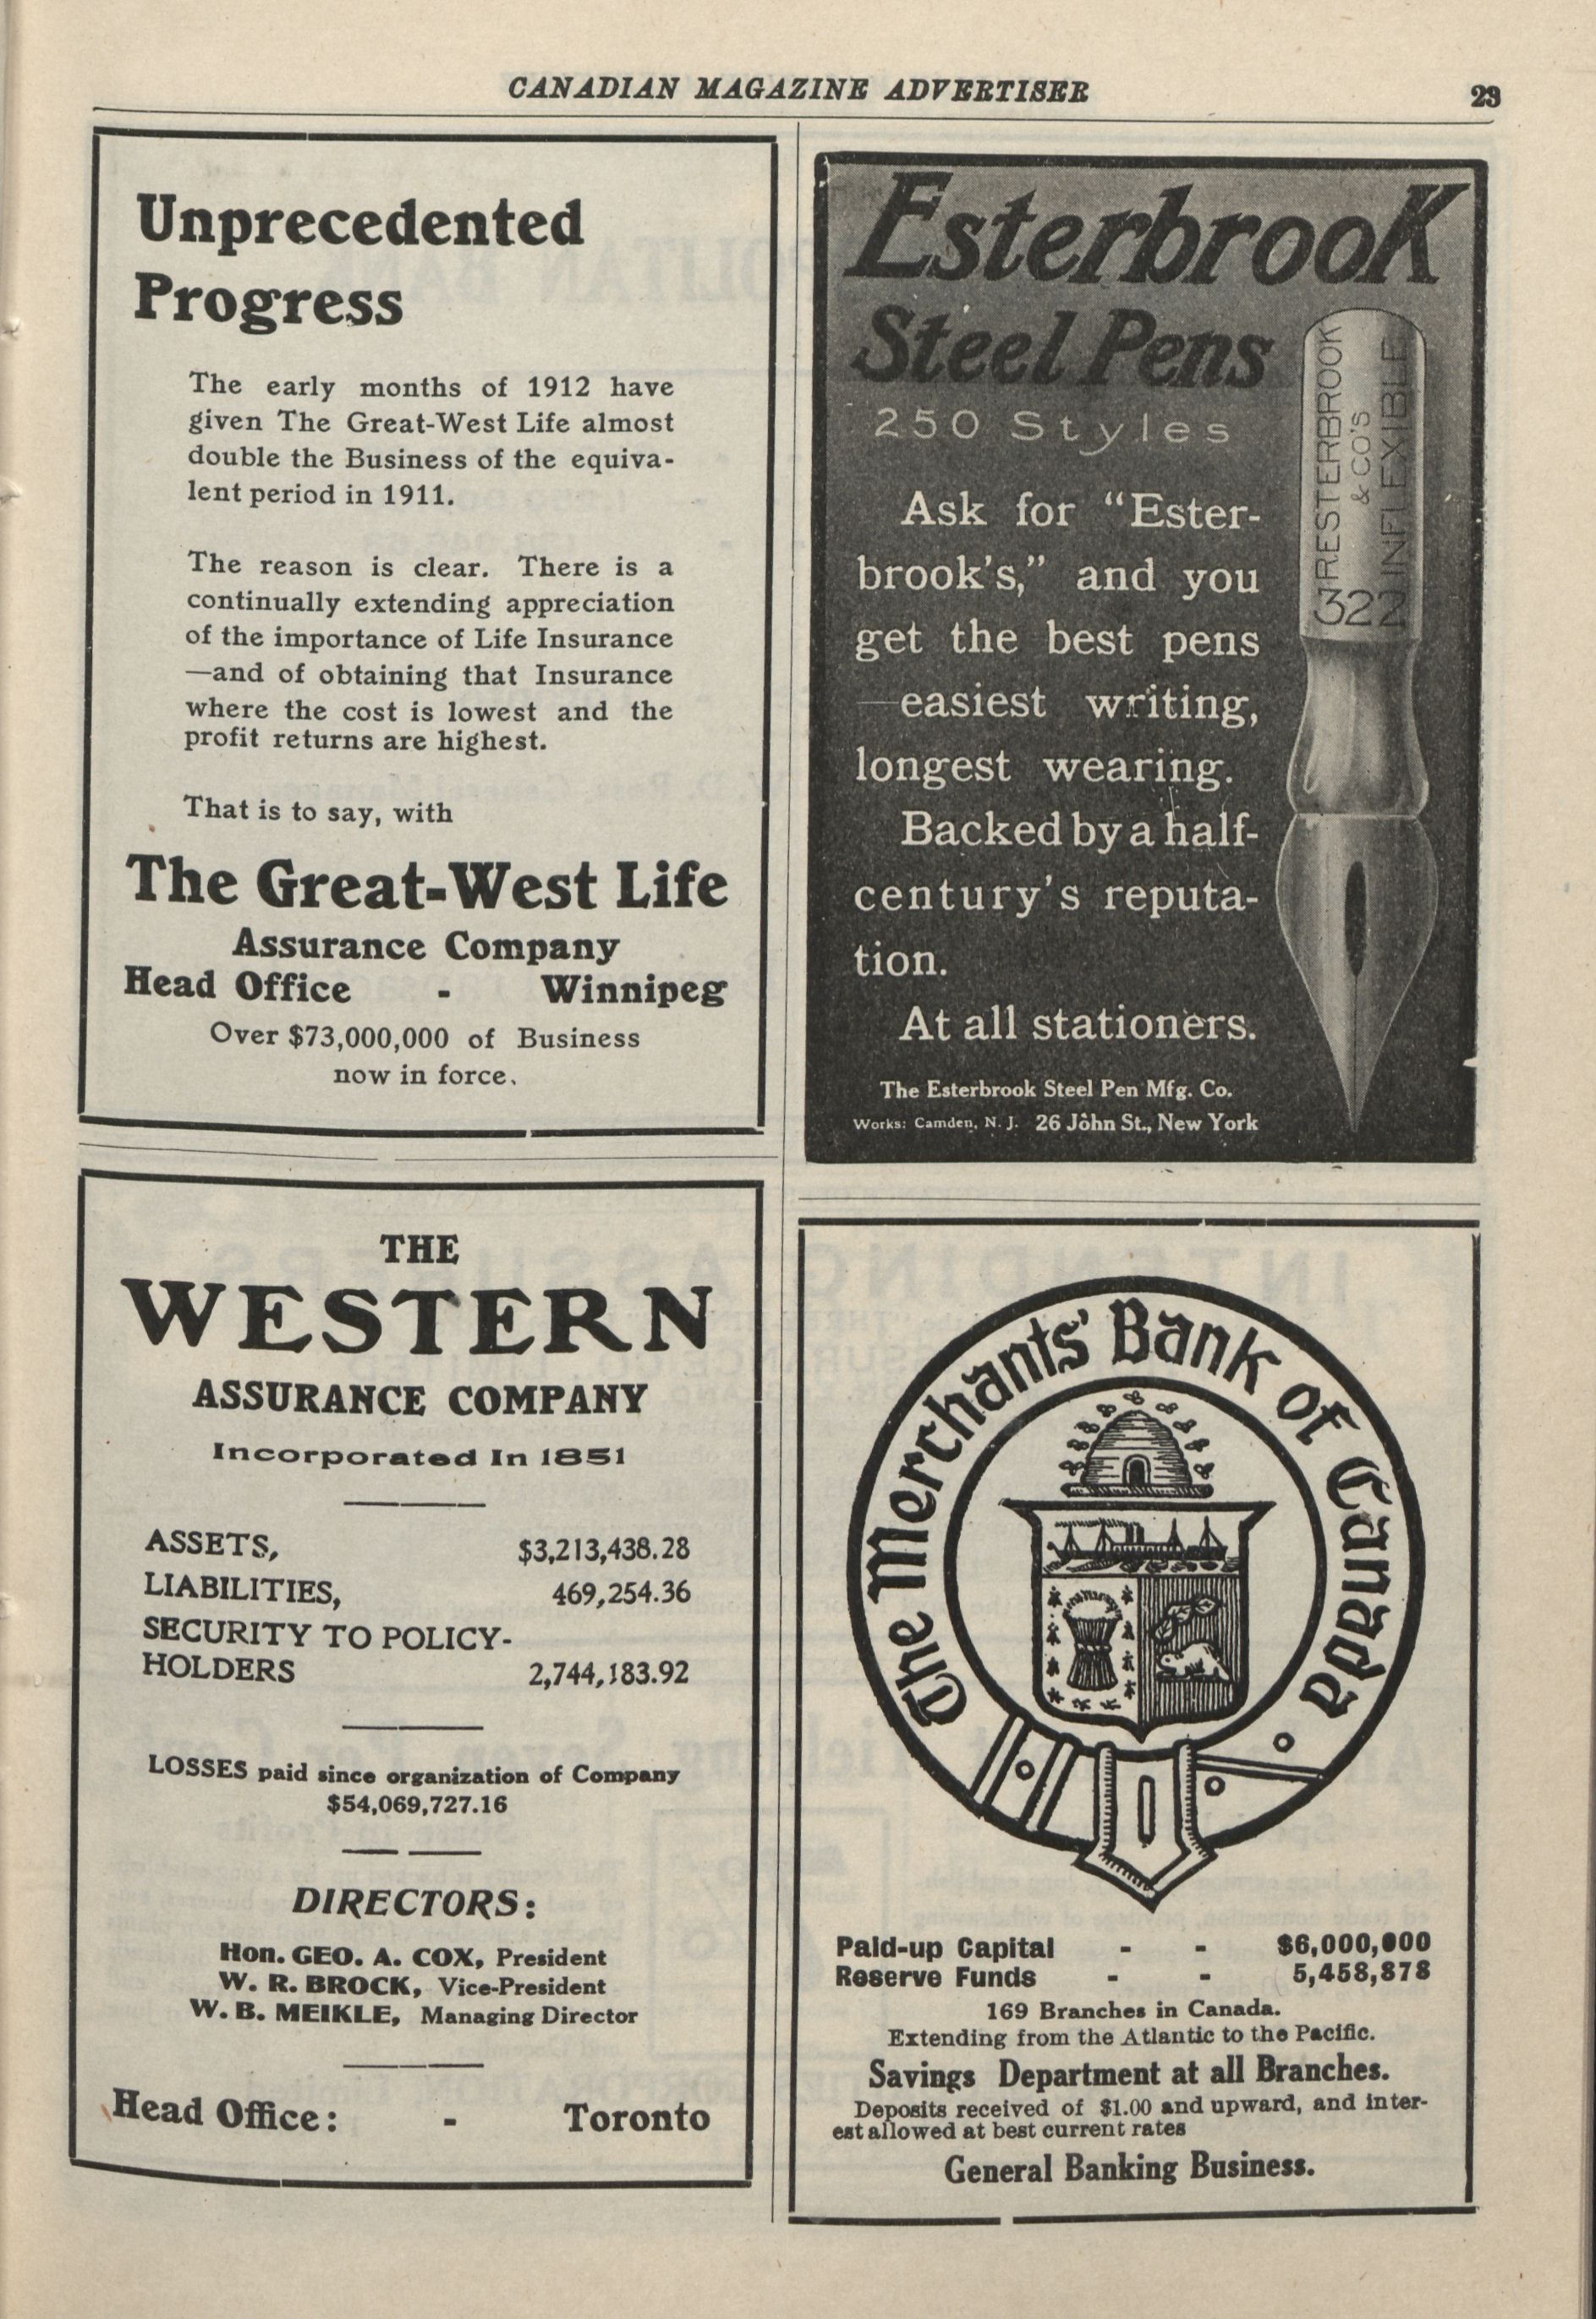 CANADIAN MAGAZINE ADVERTISER 23
Unprecedented
Progress
The early months of 1912 have
given The Great-West Life almost
double the Business of the equiva-
lent period in 1911.
The reason is clear. There is a
continually extending appreciation
of the importance of Life Insurance
—and of obtaining that Insurance
where the cost is lowest and the
profit returns are highest.
That is to say, with
The Great-West Life
Assurance Company
Head Office - Winnipeg
Over $73,000,000 of Business
now in force.
Esterbrook
Steel Pens
250 Styles
Ask for "Ester-
brook's," and you
get the best pens
—easiest writing,
longest wearing.
Backed by a half-
century's reputa-
tion.
At all stationers.
The Esterbrook Steel Pen Mfg. Co.
Works: Camden, N. J. 26 John St., New York
& CO'S
INFLEXIBLE
322
THE
WESTERN
ASSURANCE COMPANY
Incorporated In 1851
ASSETS, $3,213,438.28
LIABILITIES, 469,254.36
SECURITY TO POLICY-
HOLDERS 2,744,183.92
LOSSES paid since organization of Company
$54,069,727.16
DIRECTORS:
Hon. GEO. A. COX, President
W. R. BROCK, Vice-President
W. B. MEIKLE, Managing Director
Head Office: - Toronto
The Merchants' Bank of Canada
Paid-up Capital - - $6,000,000
Reserve Funds - - 5,458,878
169 Branches in Canada.
Extending from the Atlantic to the Pacific.
Savings Department at all Branches.
Deposits received of $1.00 and upward, and inter-
est allowed at best current rates
General Banking Business.